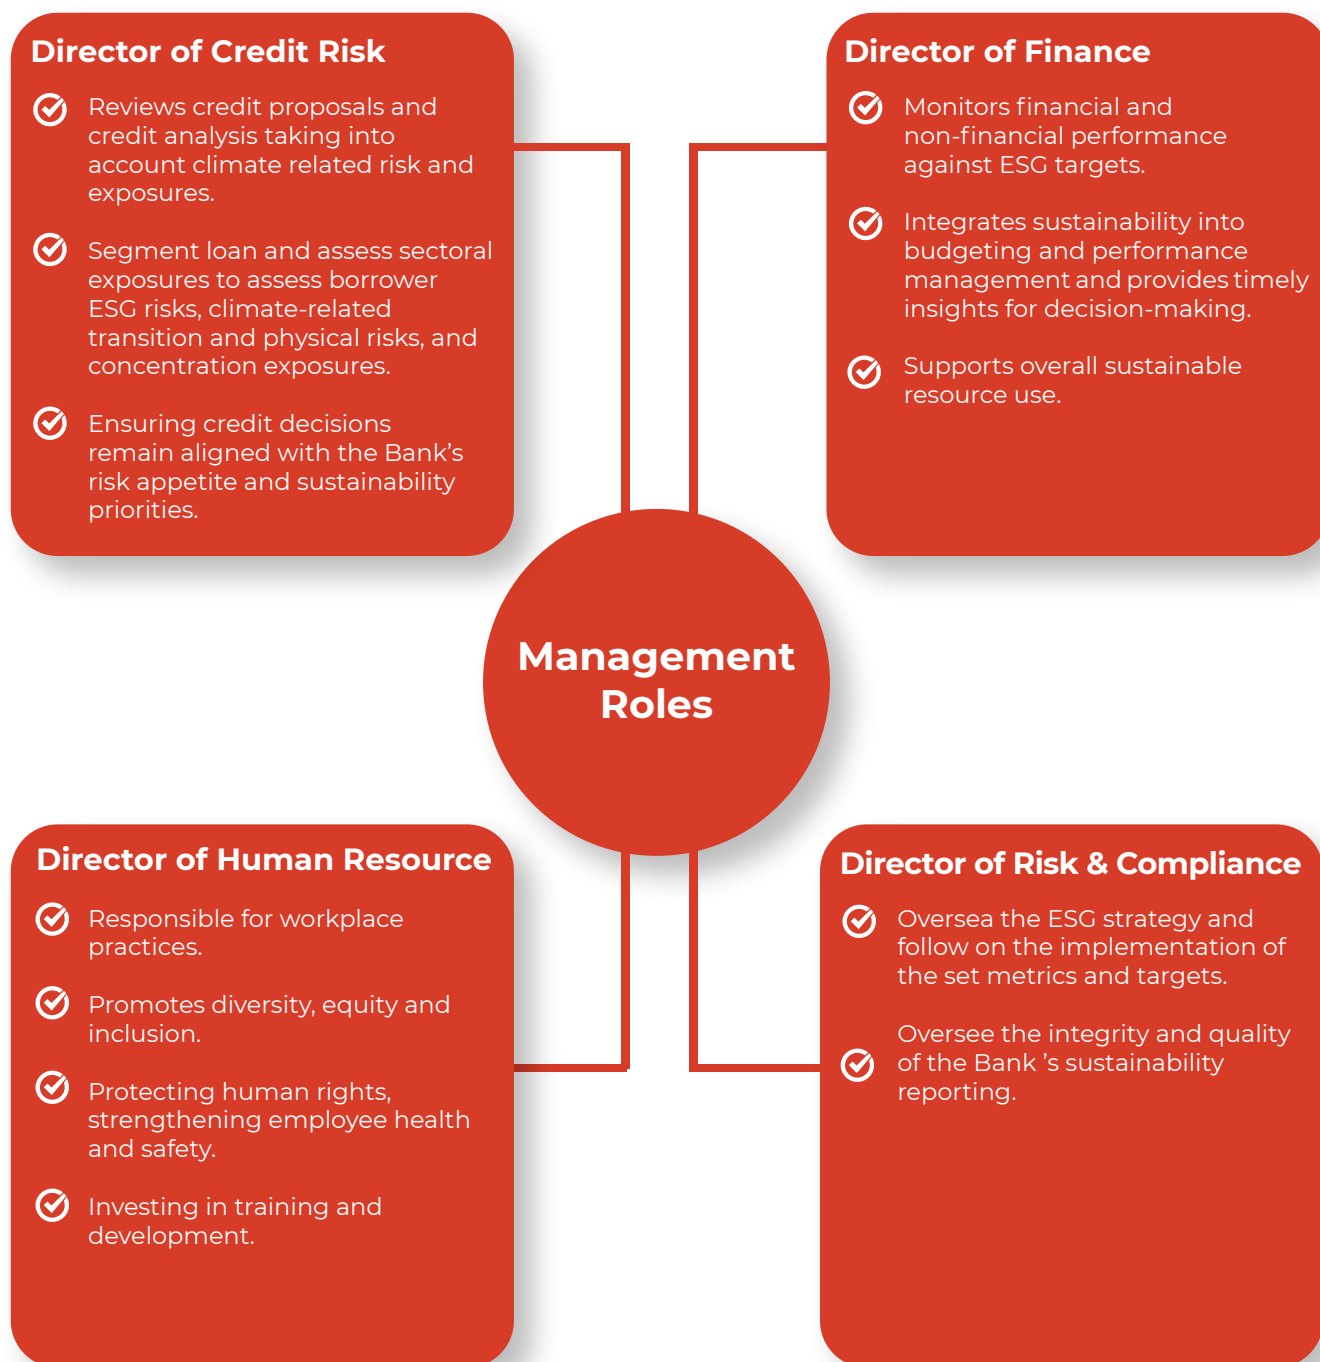 Director of Credit Risk
Reviews credit proposals and
credit analysis taking into
account climate related risk and
exposures.
Segment loan and assess sectoral
exposures to assess borrower
ESG risks, climate-related
transition and physical risks, and
concentration exposures.
Ensuring credit decisions
remain aligned with the Bank’s
risk appetite and sustainability
priorities.
Director of Finance
Monitors financial and
non-financial performance
against ESG targets.
Integrates sustainability into
budgeting and performance
management and provides timely
insights for decision-making.
Supports overall sustainable
resource use.
Management
Roles
Director of Human Resource
Responsible for workplace
practices.
Promotes diversity, equity and
inclusion.
Protecting human rights,
strengthening employee health
and safety.
Investing in training and
development.
Director of Risk & Compliance
Oversea the ESG strategy and
follow on the implementation of
the set metrics and targets.
Oversee the integrity and quality
of the Bank ’s sustainability
reporting.